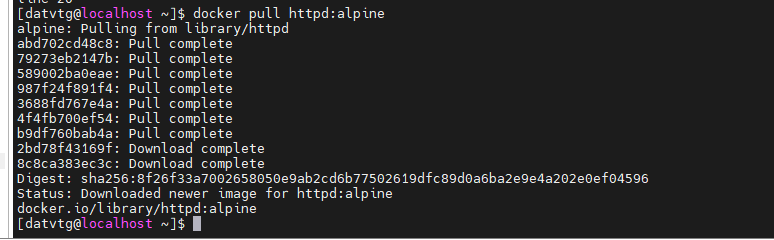 [datvtg@localhost ~]$ docker pull httpd:alpine
alpine: Pulling from library/httpd
abd702cd48c8: Pull complete
79273eb2147b: Pull complete
589002ba0eae: Pull complete
987f24f891f4: Pull complete
3688fd767e4a: Pull complete
4f4fb700ef54: Pull complete
b9df760bab4a: Pull complete
2bd78f43169f: Download complete
8c8ca383ec3c: Download complete
Digest: sha256:8f26f33a7002658050e9ab2cd6b77502619dfc89d0a6ba2e9e4a202e0ef04596
Status: Downloaded newer image for httpd:alpine
docker.io/library/httpd:alpine
[datvtg@localhost ~]$